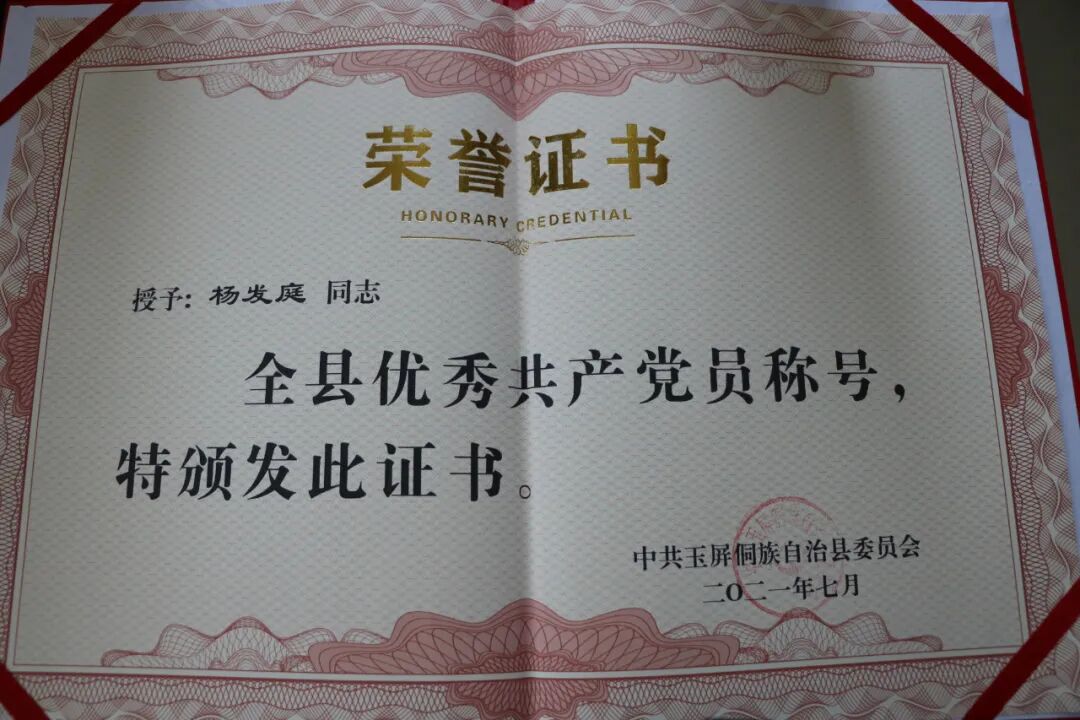 荣誉证书
HONORARY CREDENTIAL
授予：杨发庭 同志
全县优秀共产党员称号，
特颁发此证书。
中共玉屏侗族自治县委员会
二〇二一年七月